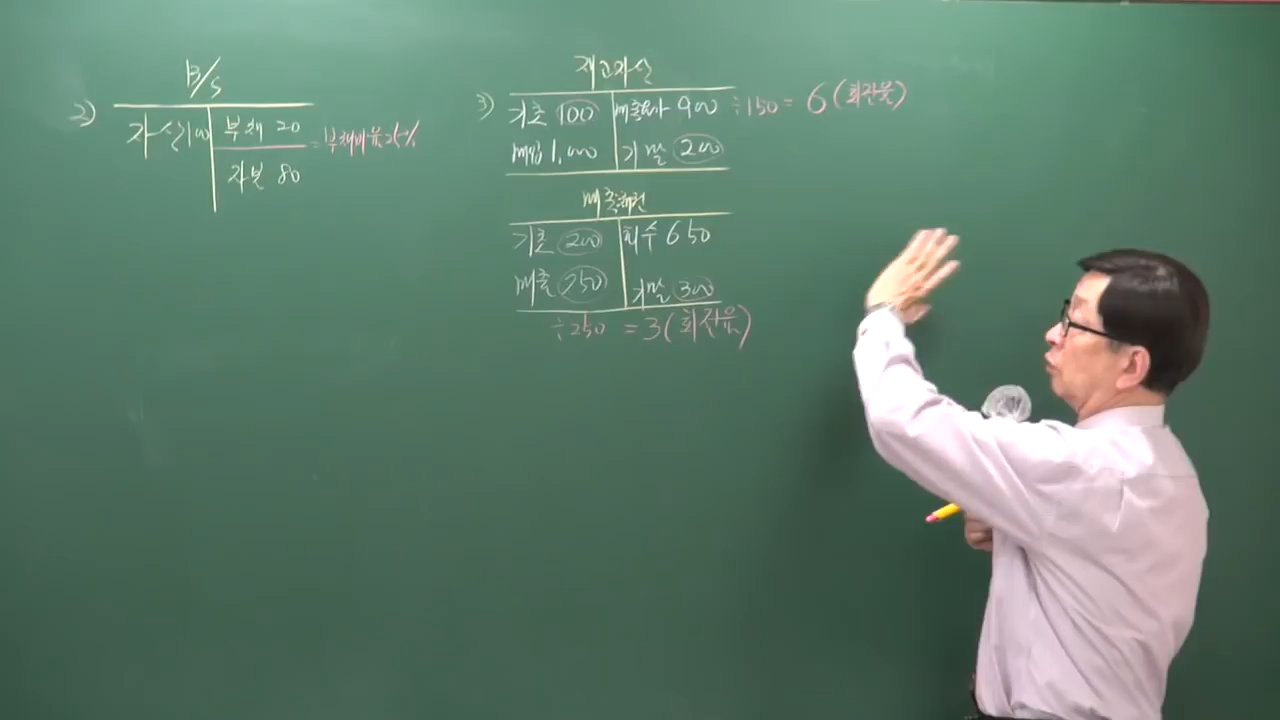 2)
B/S
자산 100 부채 20
자본 80
= 부채비율 25%
3)
재고자산
기초 100 매출원가 900 ÷150 = 6 (회전율)
매입 1,000 기말 200
매출채권
기초 200 회수 650
매출 750 기말 300
÷250 = 3 (회전율)